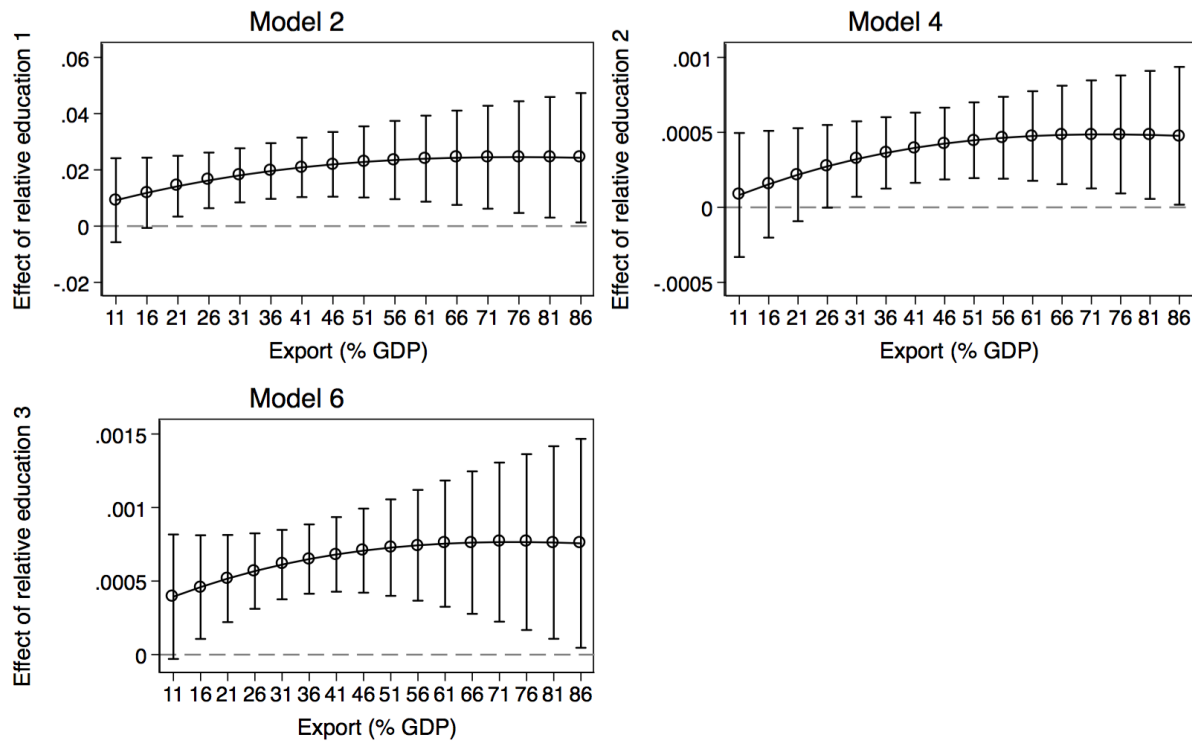 Model 2
Effect of relative education 1
.06
.04
.02
0
-.02
11 16 21 26 31 36 41 46 51 56 61 66 71 76 81 86
Export (% GDP)
Model 4
Effect of relative education 2
.001
.0005
0
-.0005
11 16 21 26 31 36 41 46 51 56 61 66 71 76 81 86
Export (% GDP)
Model 6
Effect of relative education 3
.0015
.001
.0005
0
11 16 21 26 31 36 41 46 51 56 61 66 71 76 81 86
Export (% GDP)